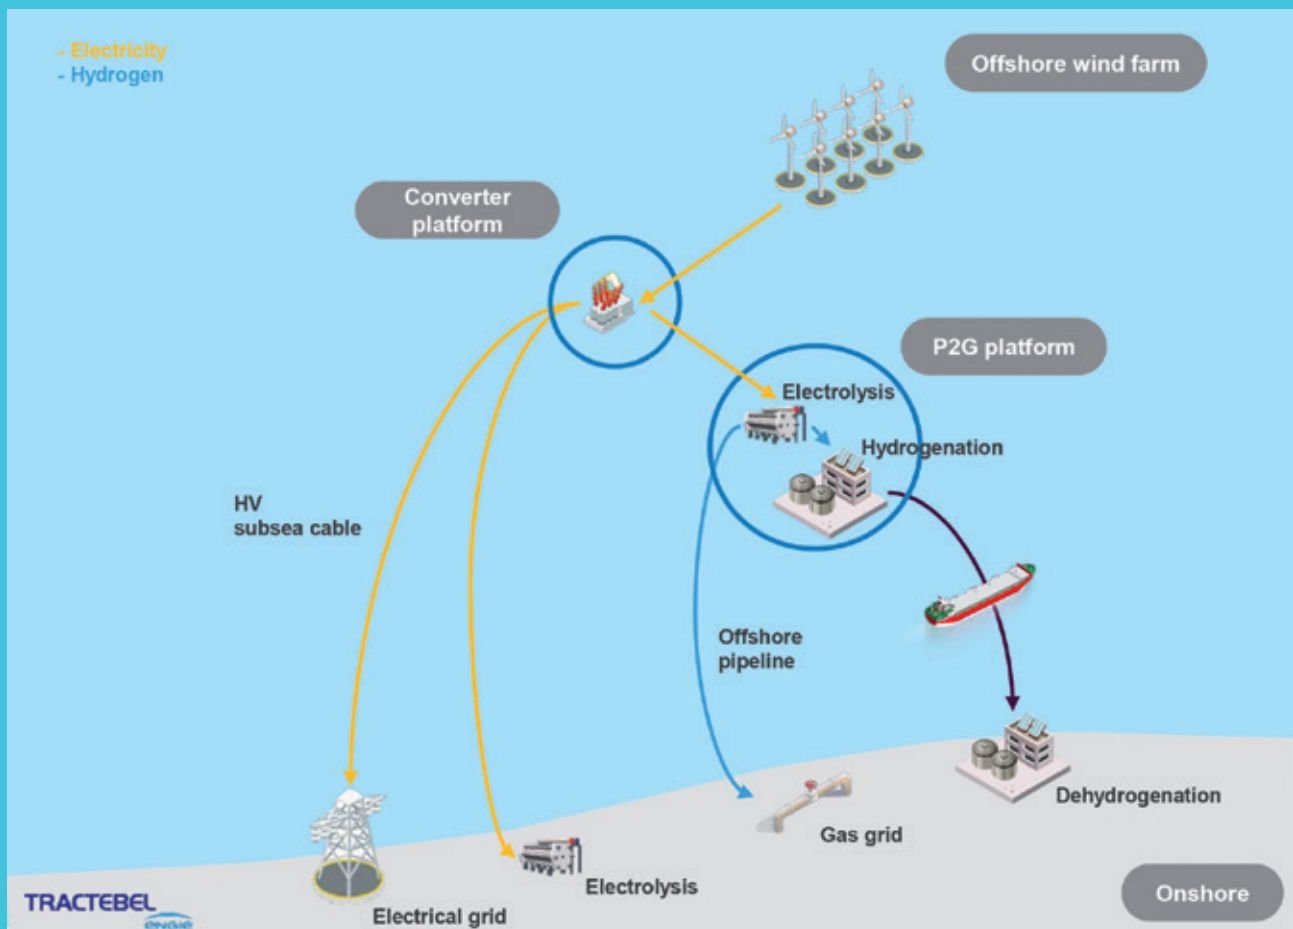 - Electricity
- Hydrogen
Offshore wind farm
Converter
platform
P2G platform
Electrolysis
Hydrogenation
HV
subsea cable
Offshore
pipeline
Dehydrogenation
Gas grid
Electrolysis
Electrical grid
Onshore
TRACTEBEL
ENGIE